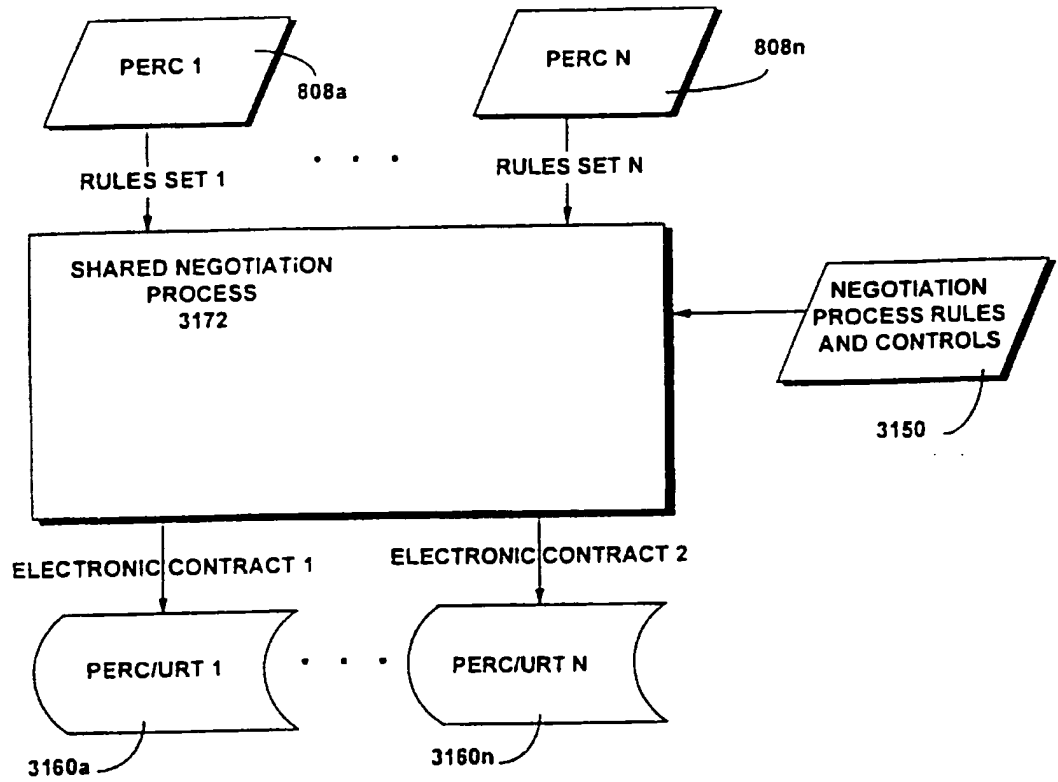 PERC 1
808a
PERC N
808n
RULES SET 1
RULES SET N
SHARED NEGOTIATiON
PROCESS
3172
NEGOTIATION
PROCESS RULES
AND CONTROLS
3150
ELECTRONIC CONTRACT 1
ELECTRONIC CONTRACT 2
PERC/URT 1
PERC/URT N
3160a
3160n